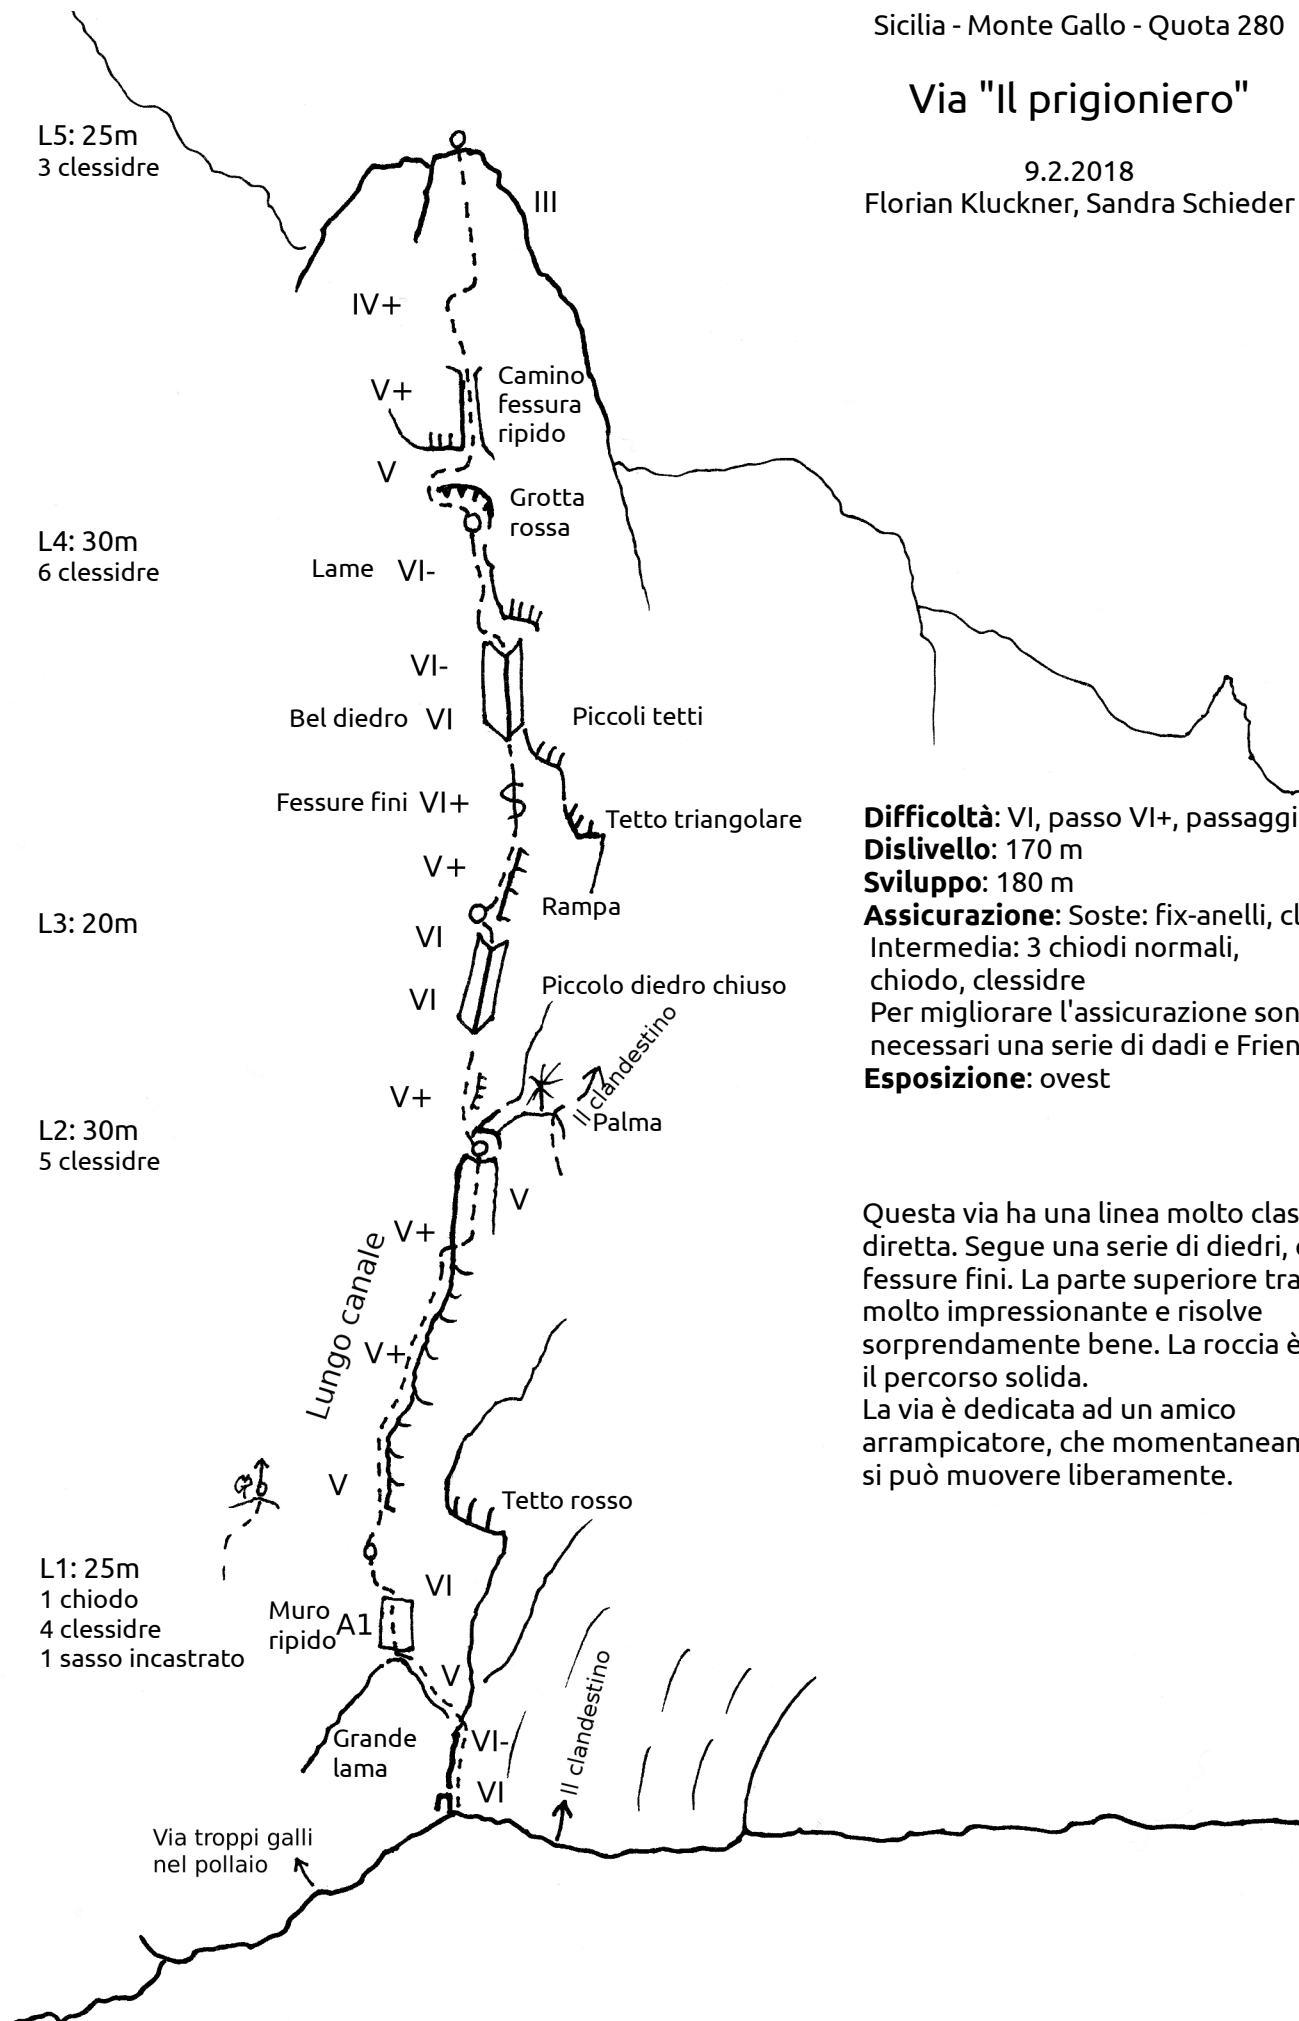 Sicilia - Monte Gallo - Quota 280
Via "Il prigioniero"
9.2.2018
Florian Kluckner, Sandra Schieder
L5: 25m
3 clessidre
III
IV+
V+
Camino
fessura
ripido
V
Grotta
rossa
L4: 30m
6 clessidre
Lame VI-
VI-
Bel diedro VI
Piccoli tetti
Fessure fini VI+
Tetto triangolare
V+
Rampa
L3: 20m
VI
VI
Piccolo diedro chiuso
Il clandestino
V+
Palma
L2: 30m
5 clessidre
V
V+
Lungo canale
V+
V
Tetto rosso
L1: 25m
1 chiodo
4 clessidre
1 sasso incastrato
VI
Muro
ripido
A1
V
Grande
lama
VI-
VI
Il clandestino
Via troppi galli
nel pollaio
Difficoltà: VI, passo VI+, passaggi
Dislivello: 170 m
Sviluppo: 180 m
Assicurazione: Soste: fix-anelli,
Intermedia: 3 chiodi normali,
chiodo, clessidre
Per migliorare l'assicurazione
necessari una serie di dadi e
Esposizione: ovest
Questa via ha una linea molto
diretta. Segue una serie di diedri,
fessure fini. La parte superiore
molto impressionante e risolve
sorprendamente bene. La roccia è
il percorso solida.
La via è dedicata ad un amico
arrampicatore, che
si può muovere liberamente.